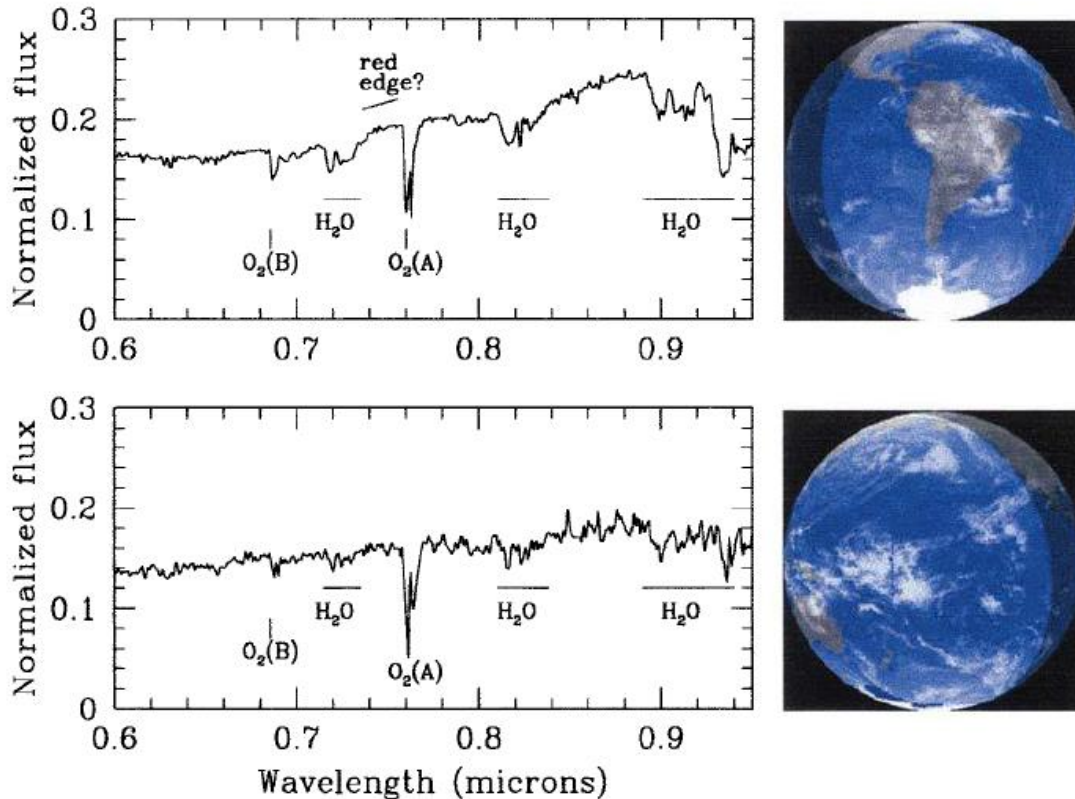 Normalized flux
0.3
0.2
0.1
0
red
edge?
H₂O
H₂O
H₂O
O₂(B)
O₂(A)
0.6
0.7
0.8
0.9
Normalized flux
0.3
0.2
0.1
0
H₂O
H₂O
H₂O
O₂(B)
O₂(A)
0.6
0.7
0.8
0.9
Wavelength (microns)